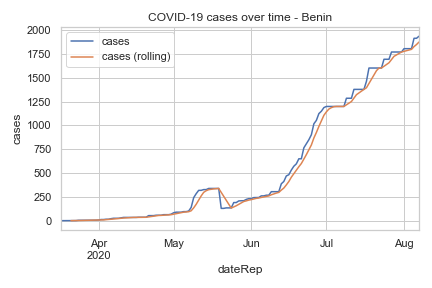 COVID-19 cases over time - Benin
cases
cases (rolling)
2000
1750
1500
1250
1000
750
500
250
0
cases
Apr
2020
May
Jun
Jul
Aug
dateRep